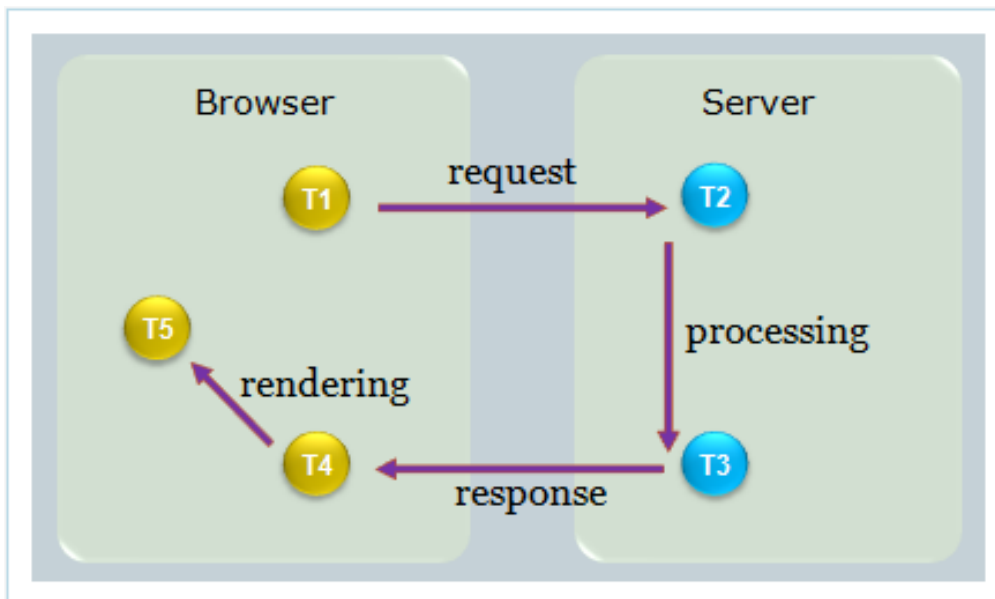 Browser
Server
request
T1
T2
processing
T5
rendering
T4
T3
response